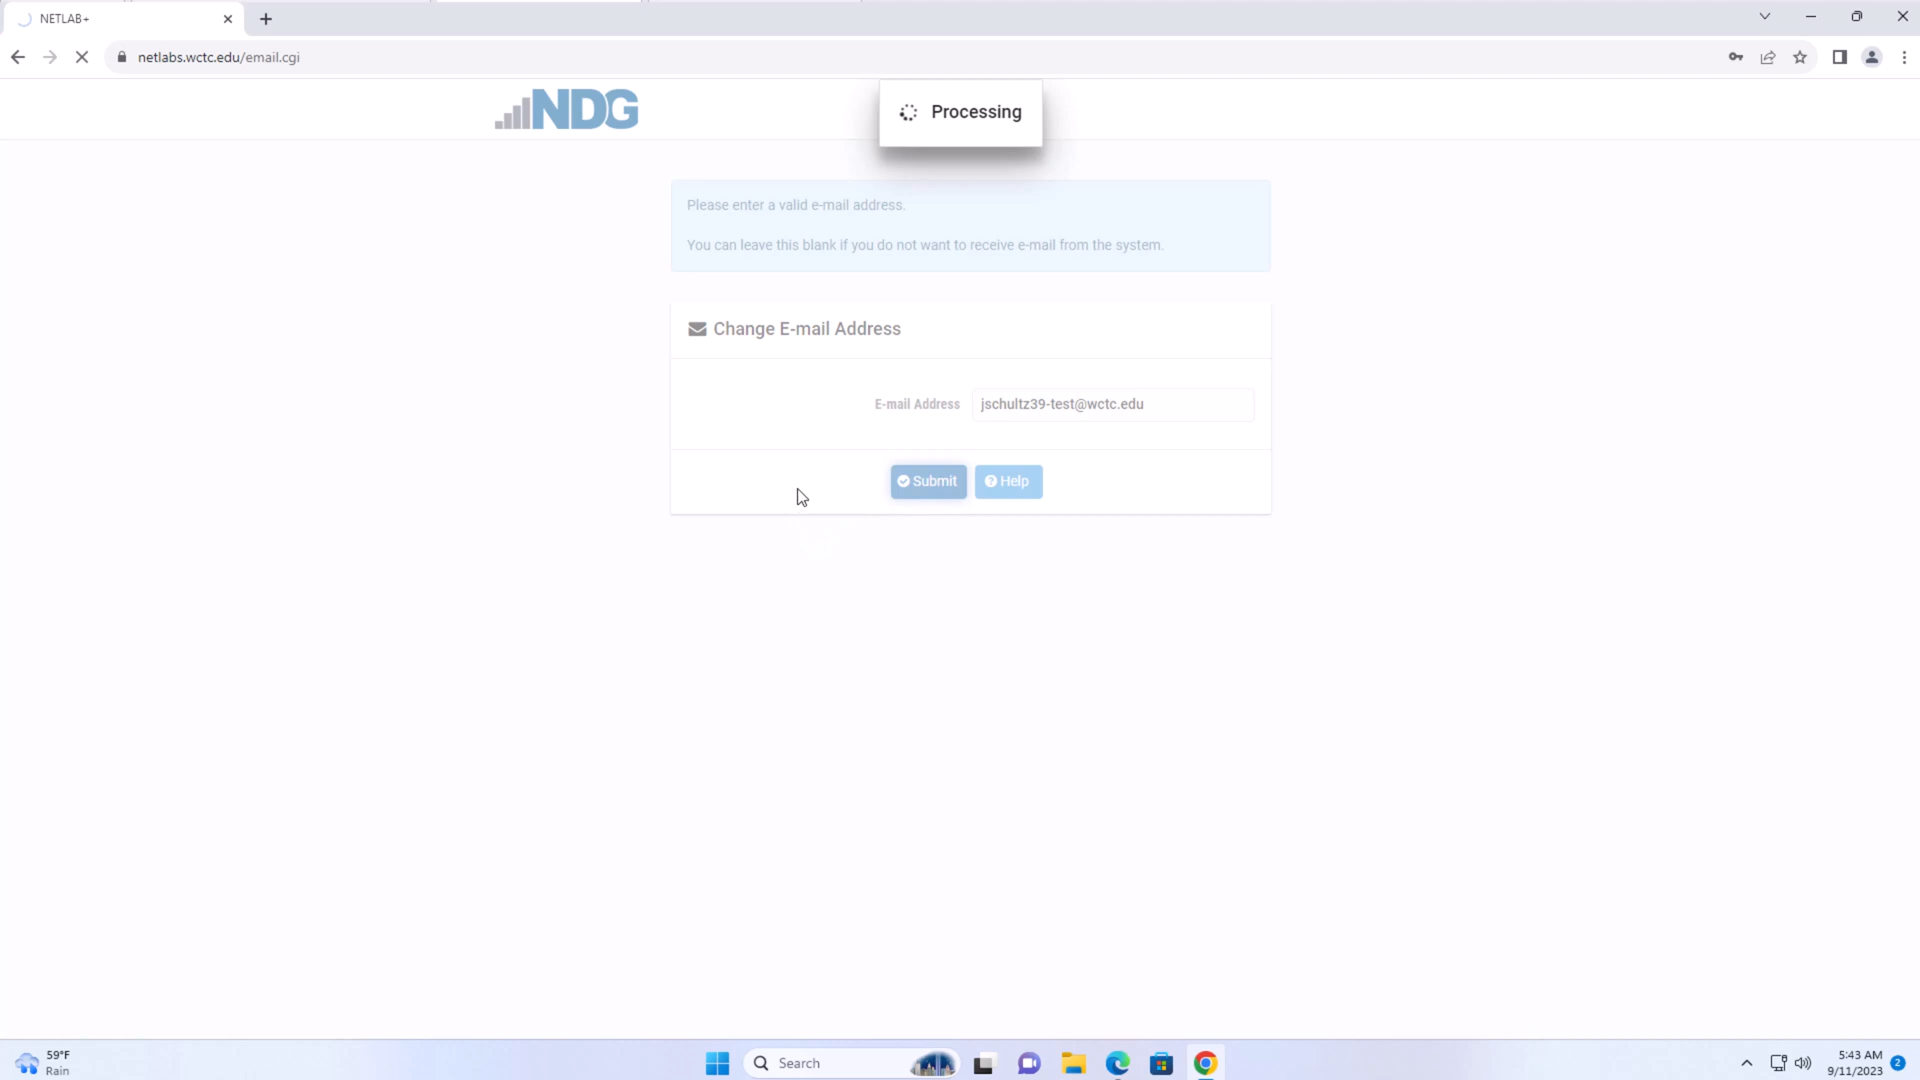 NETLAB+
netlabs.wctc.edu/email.cgi
NDG
Processing
Please enter a valid e-mail address.
You can leave this blank if you do not want to receive e-mail from the system.
Change E-mail Address
E-mail Address jschultz39-test@wctc.edu
Submit Help
59°F
Rain
Search
5:43 AM
9/11/2023
2